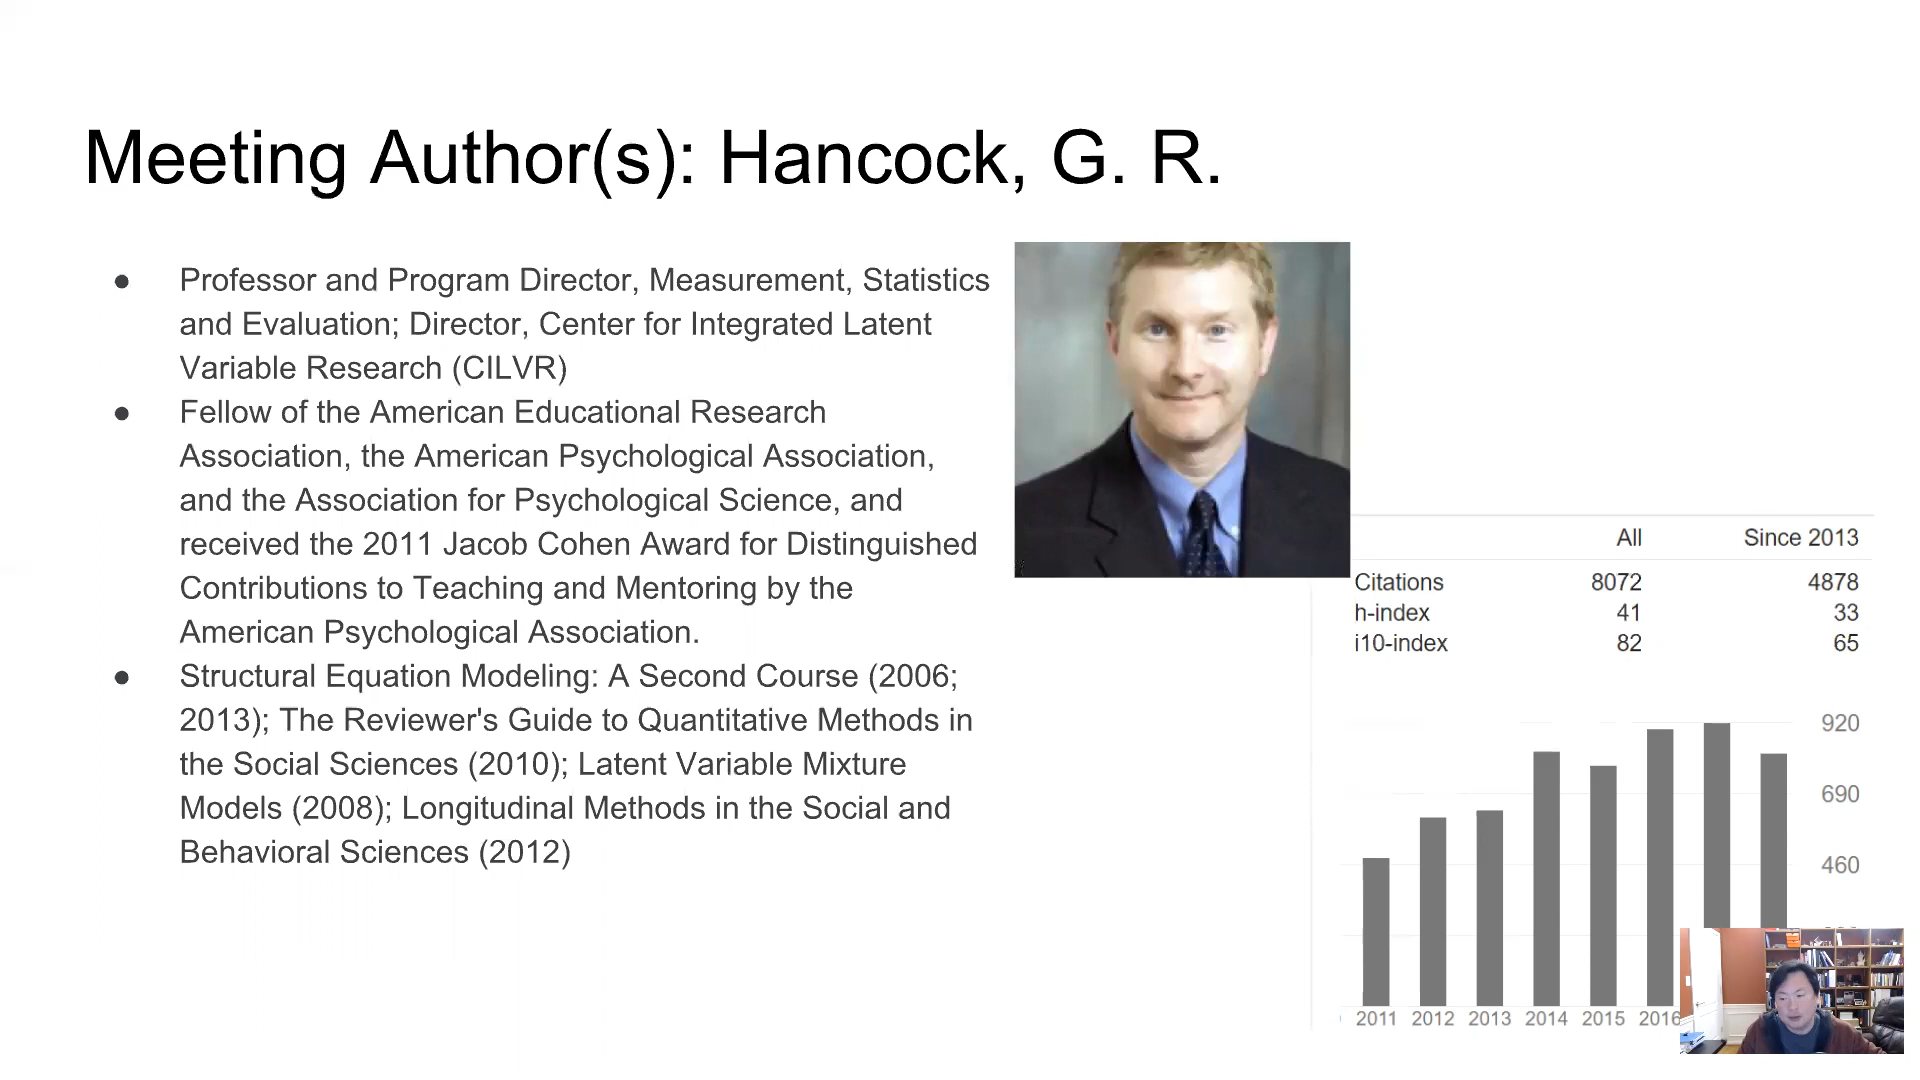 Meeting Author(s): Hancock, G. R.
● Professor and Program Director, Measurement, Statistics
and Evaluation; Director, Center for Integrated Latent
Variable Research (CILVR)
● Fellow of the American Educational Research
Association, the American Psychological Association,
and the Association for Psychological Science, and
received the 2011 Jacob Cohen Award for Distinguished
Contributions to Teaching and Mentoring by the
American Psychological Association.
● Structural Equation Modeling: A Second Course (2006;
2013); The Reviewer's Guide to Quantitative Methods in
the Social Sciences (2010); Latent Variable Mixture
Models (2008); Longitudinal Methods in the Social and
Behavioral Sciences (2012)
All Since 2013
Citations 8072 4878
h-index 41 33
i10-index 82 65
920
690
460
2011 2012 2013 2014 2015 2016